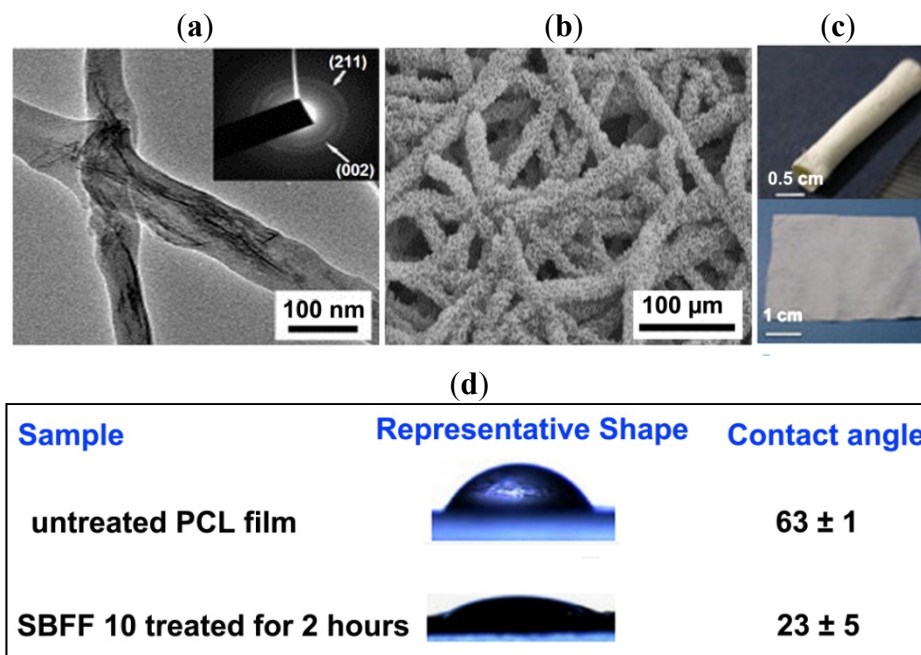 (a)
(b)
(c)
(211)
(002)
100 nm
100 µm
0.5 cm
1 cm
(d)
Sample Representative Shape Contact angle
untreated PCL film 63 ± 1
SBFF 10 treated for 2 hours 23 ± 5